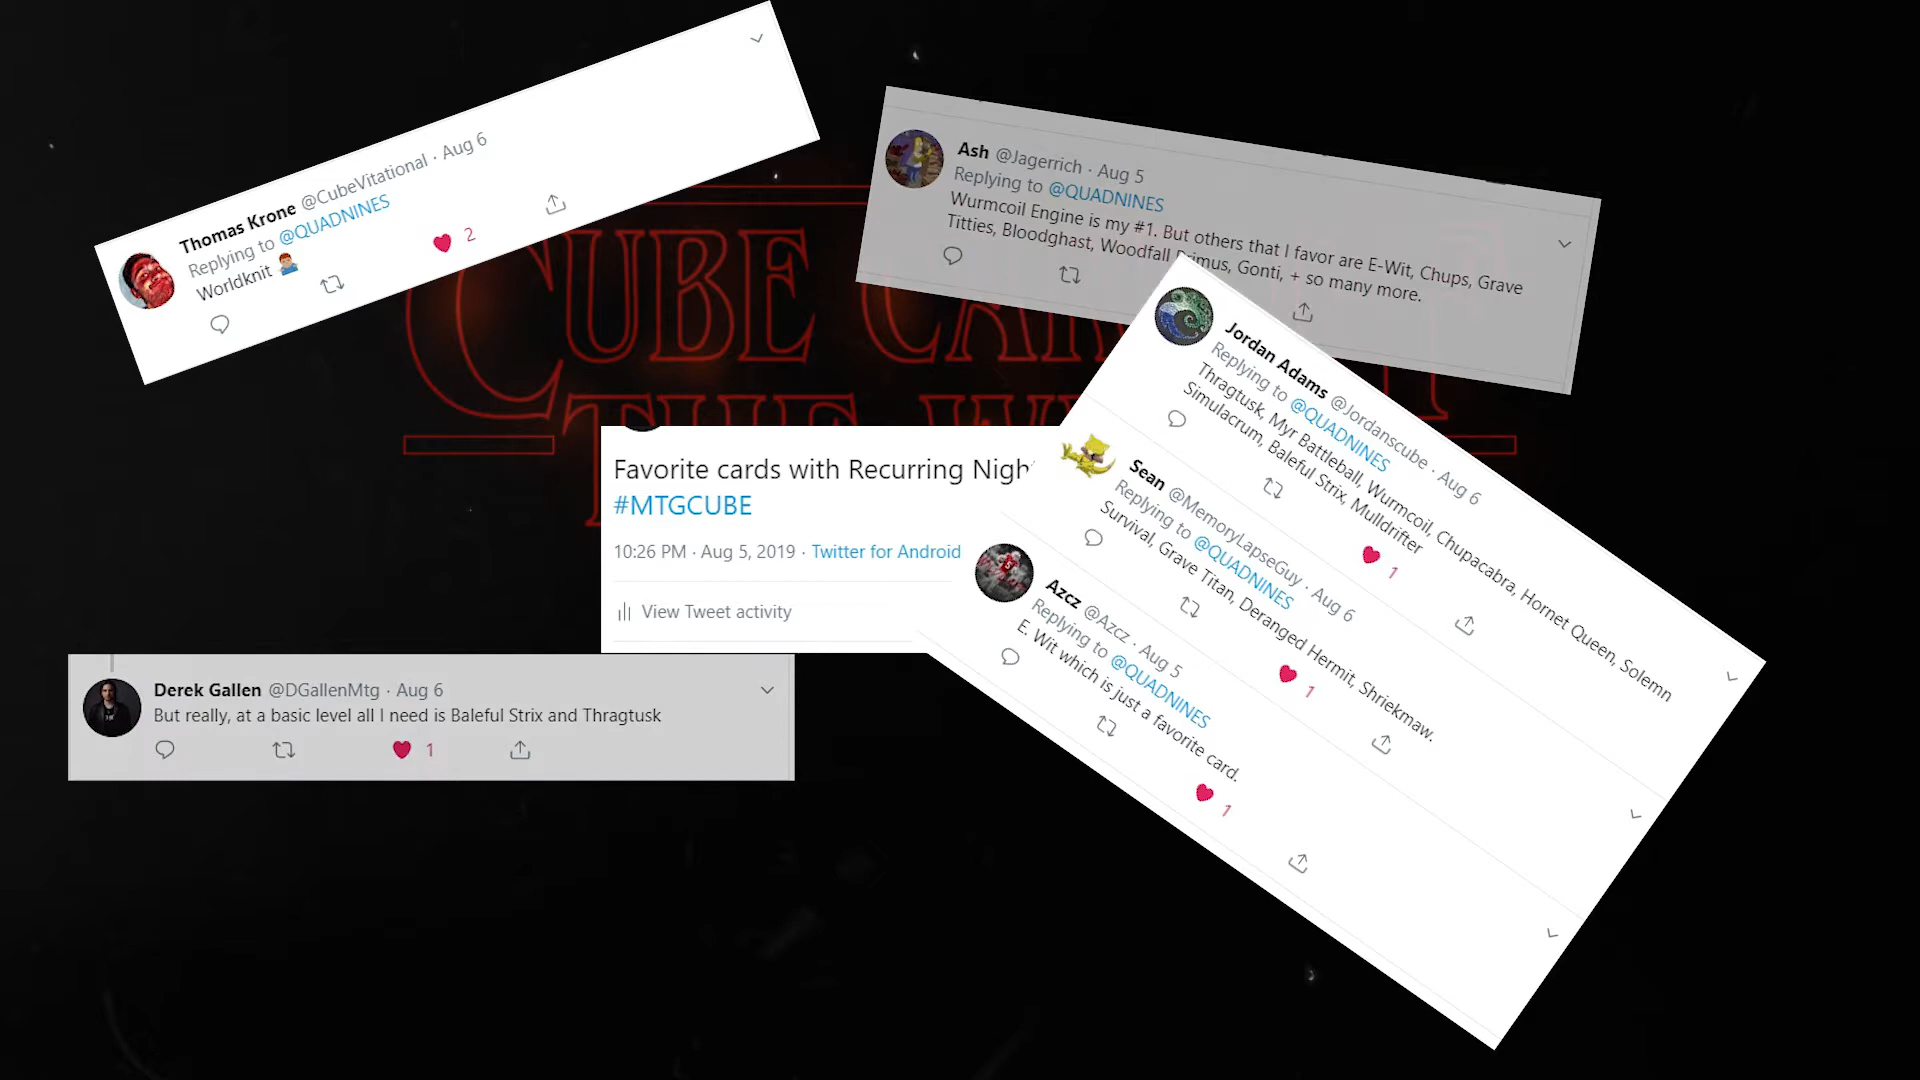 Thomas Krone @CubeVitational · Aug 6
Replying to @QUADNINES
Worldknit
2
Ash @Jagerrich · Aug 5
Replying to @QUADNINES
Wurmcoil Engine is my #1. But others that I favor are E-Wit, Chups, Grave
Titties, Bloodghast, Woodfall Primus, Gonti, + so many more.
CUBE CAR
THE W
Jordan Adams @Jordanscube · Aug 6
Replying to @QUADNINES
Thragtusk, Myr Battleball, Wurmcoil, Chupacabra, Hornet Queen, Solemn
Simulacrum, Baleful Strix, Mulldrifter
1
Sean @MemoryLapseGuy · Aug 6
Replying to @QUADNINES
Survival, Grave Titan, Deranged Hermit, Shriekmaw.
1
Azcz @Azcz · Aug 5
Replying to @QUADNINES
E. Wit which is just a favorite card.
1
Favorite cards with Recurring Nigh
#MTGCUBE
10:26 PM · Aug 5, 2019 · Twitter for Android
View Tweet activity
Derek Gallen @DGallenMtg · Aug 6
But really, at a basic level all I need is Baleful Strix and Thragtusk
1